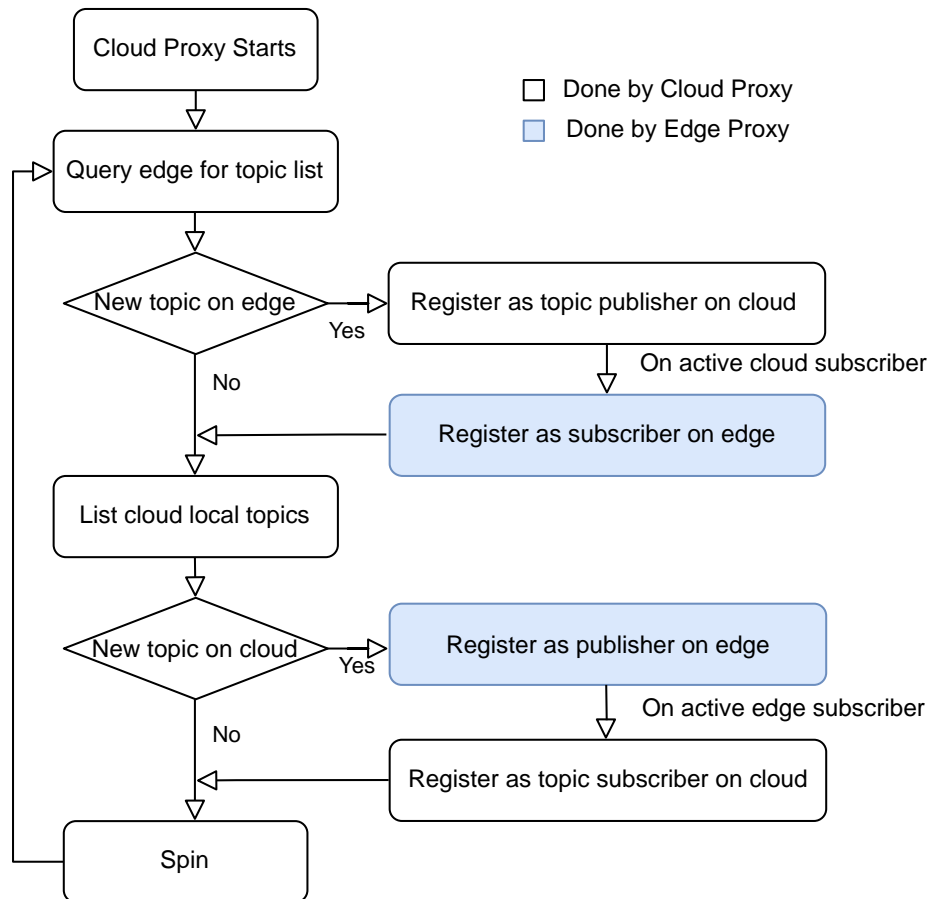 Cloud Proxy Starts
Done by Cloud Proxy
Done by Edge Proxy
Query edge for topic list
New topic on edge
Yes
Register as topic publisher on cloud
On active cloud subscriber
No
Register as subscriber on edge
List cloud local topics
New topic on cloud
Yes
Register as publisher on edge
On active edge subscriber
No
Register as topic subscriber on cloud
Spin